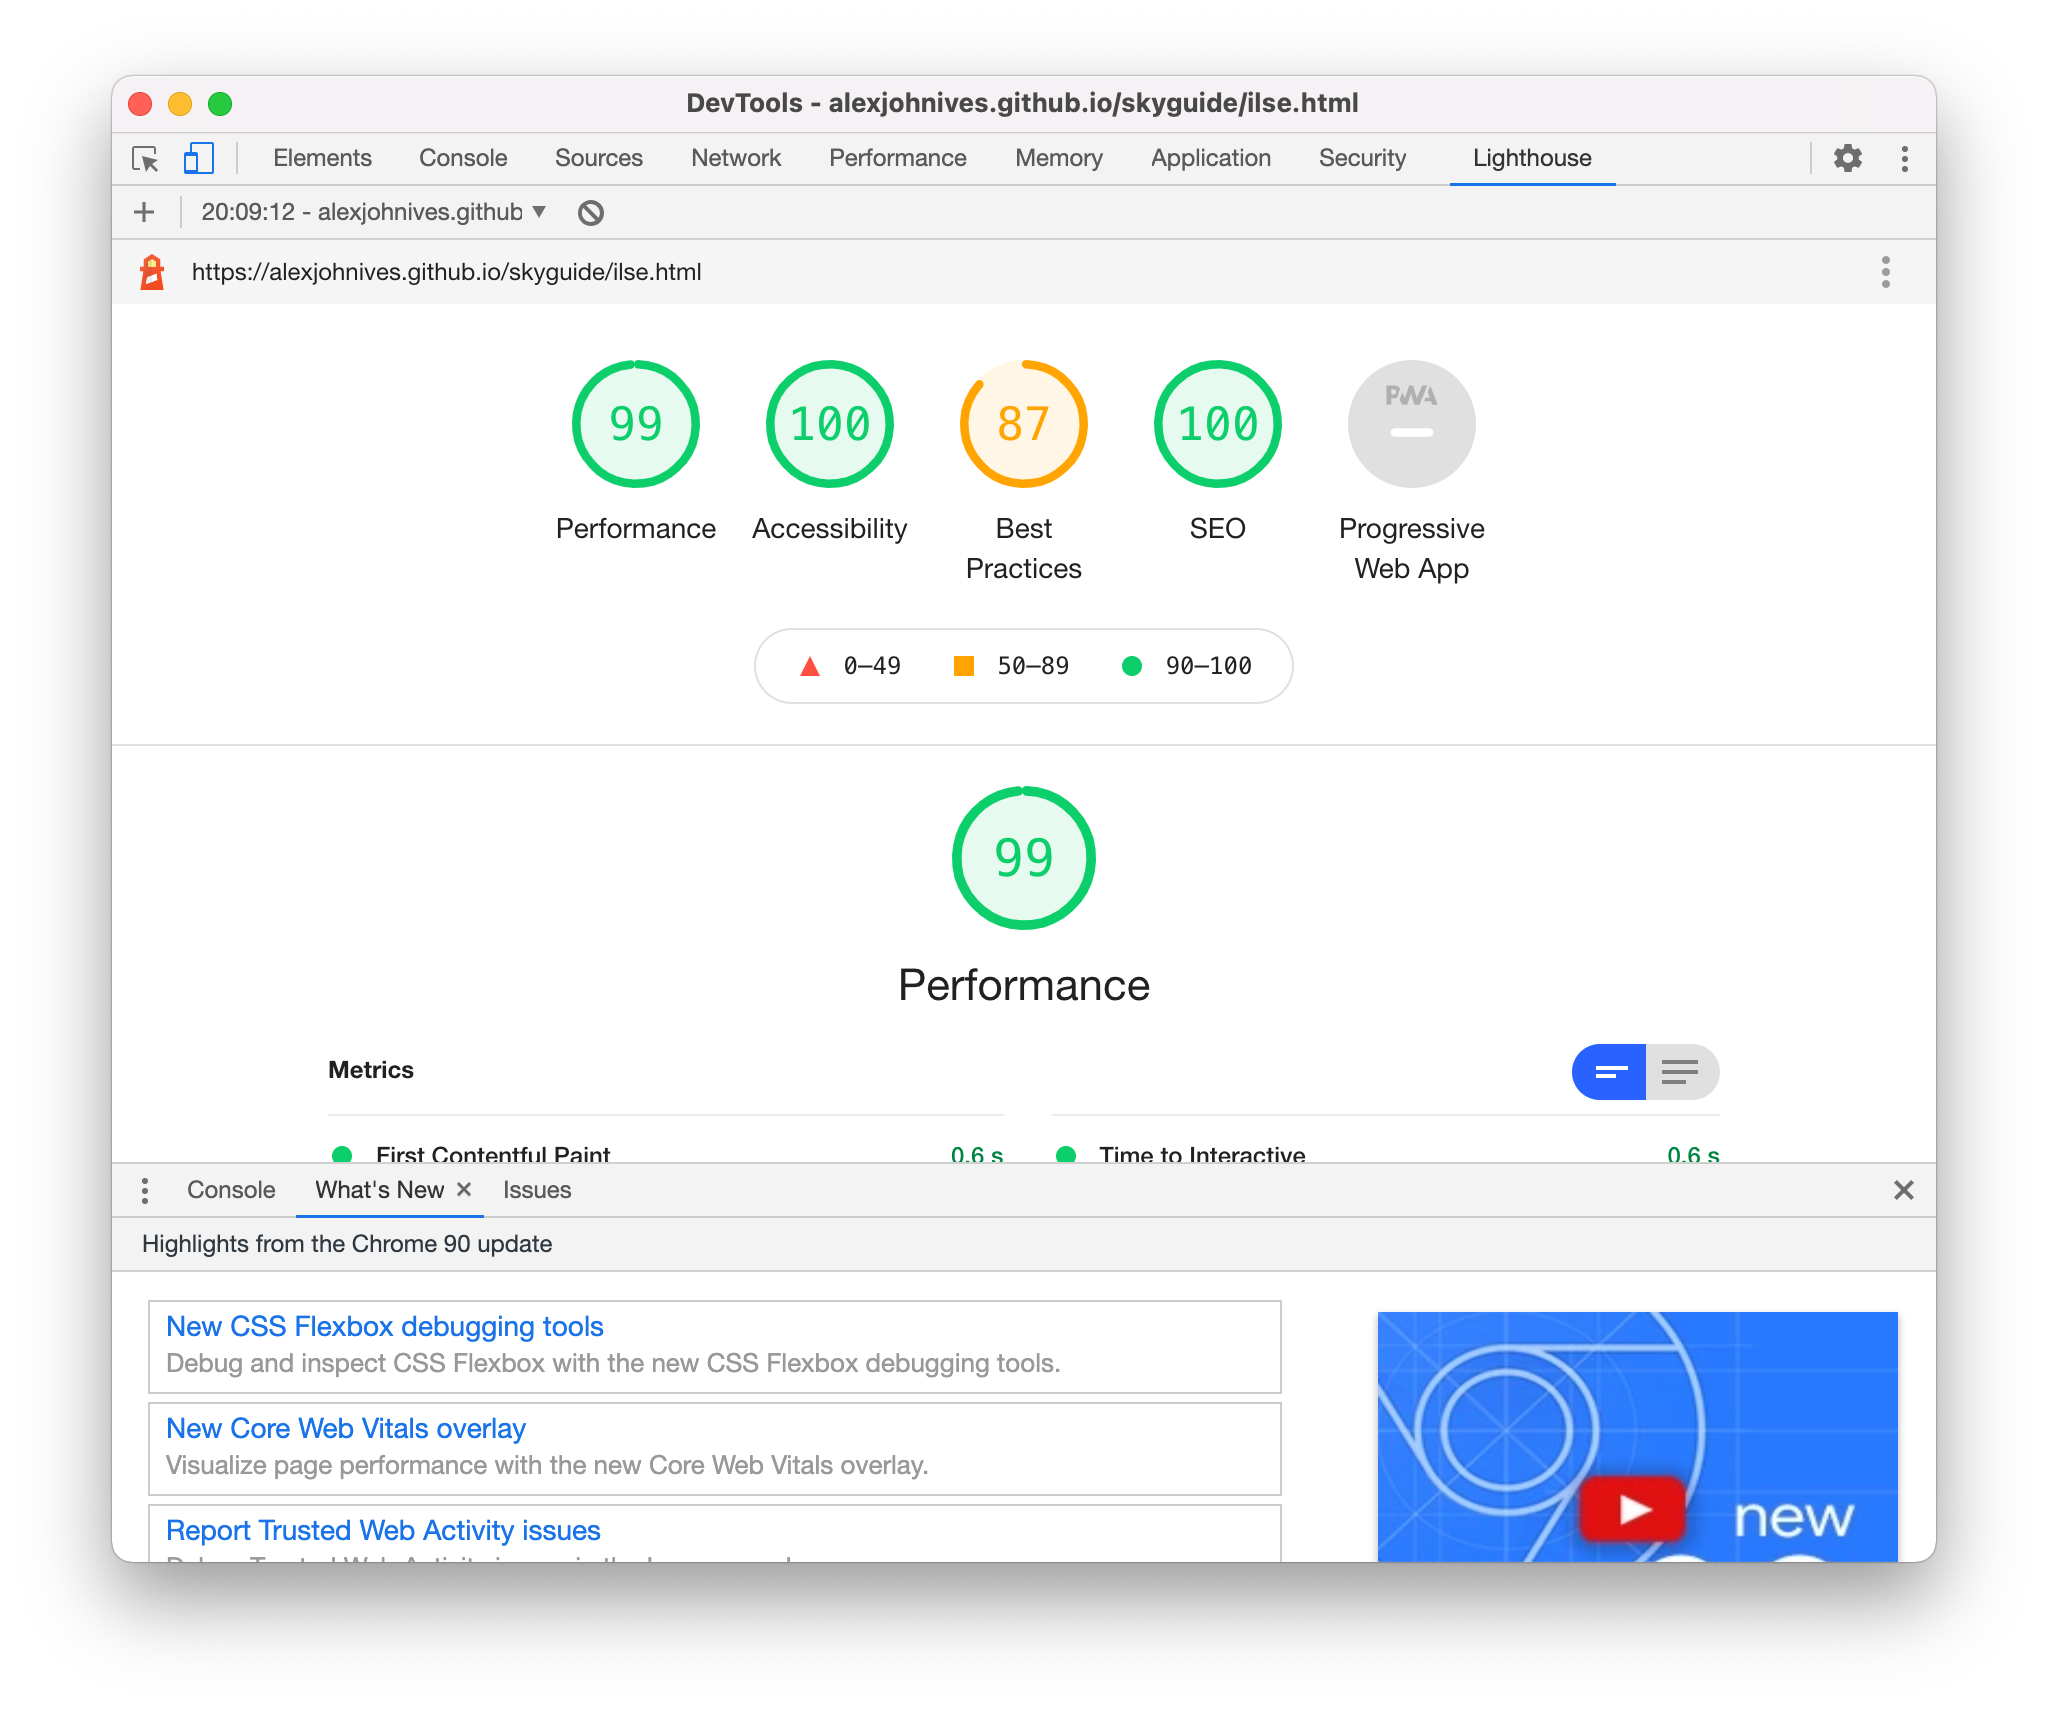 DevTools - alexjohnives.github.io/skyguide/ilse.html
Elements Console Sources Network Performance Memory Application Security Lighthouse
20:09:12 - alexjohnives.github
https://alexjohnives.github.io/skyguide/ilse.html
99 100 87 100 PWA
Performance Accessibility Best Practices SEO Progressive Web App
0–49 50–89 90–100
99
Performance
Metrics
First Contentful Paint 0.6 s Time to Interactive 0.6 s
Console What's New Issues
Highlights from the Chrome 90 update
New CSS Flexbox debugging tools
Debug and inspect CSS Flexbox with the new CSS Flexbox debugging tools.
New Core Web Vitals overlay
Visualize page performance with the new Core Web Vitals overlay.
Report Trusted Web Activity issues
new